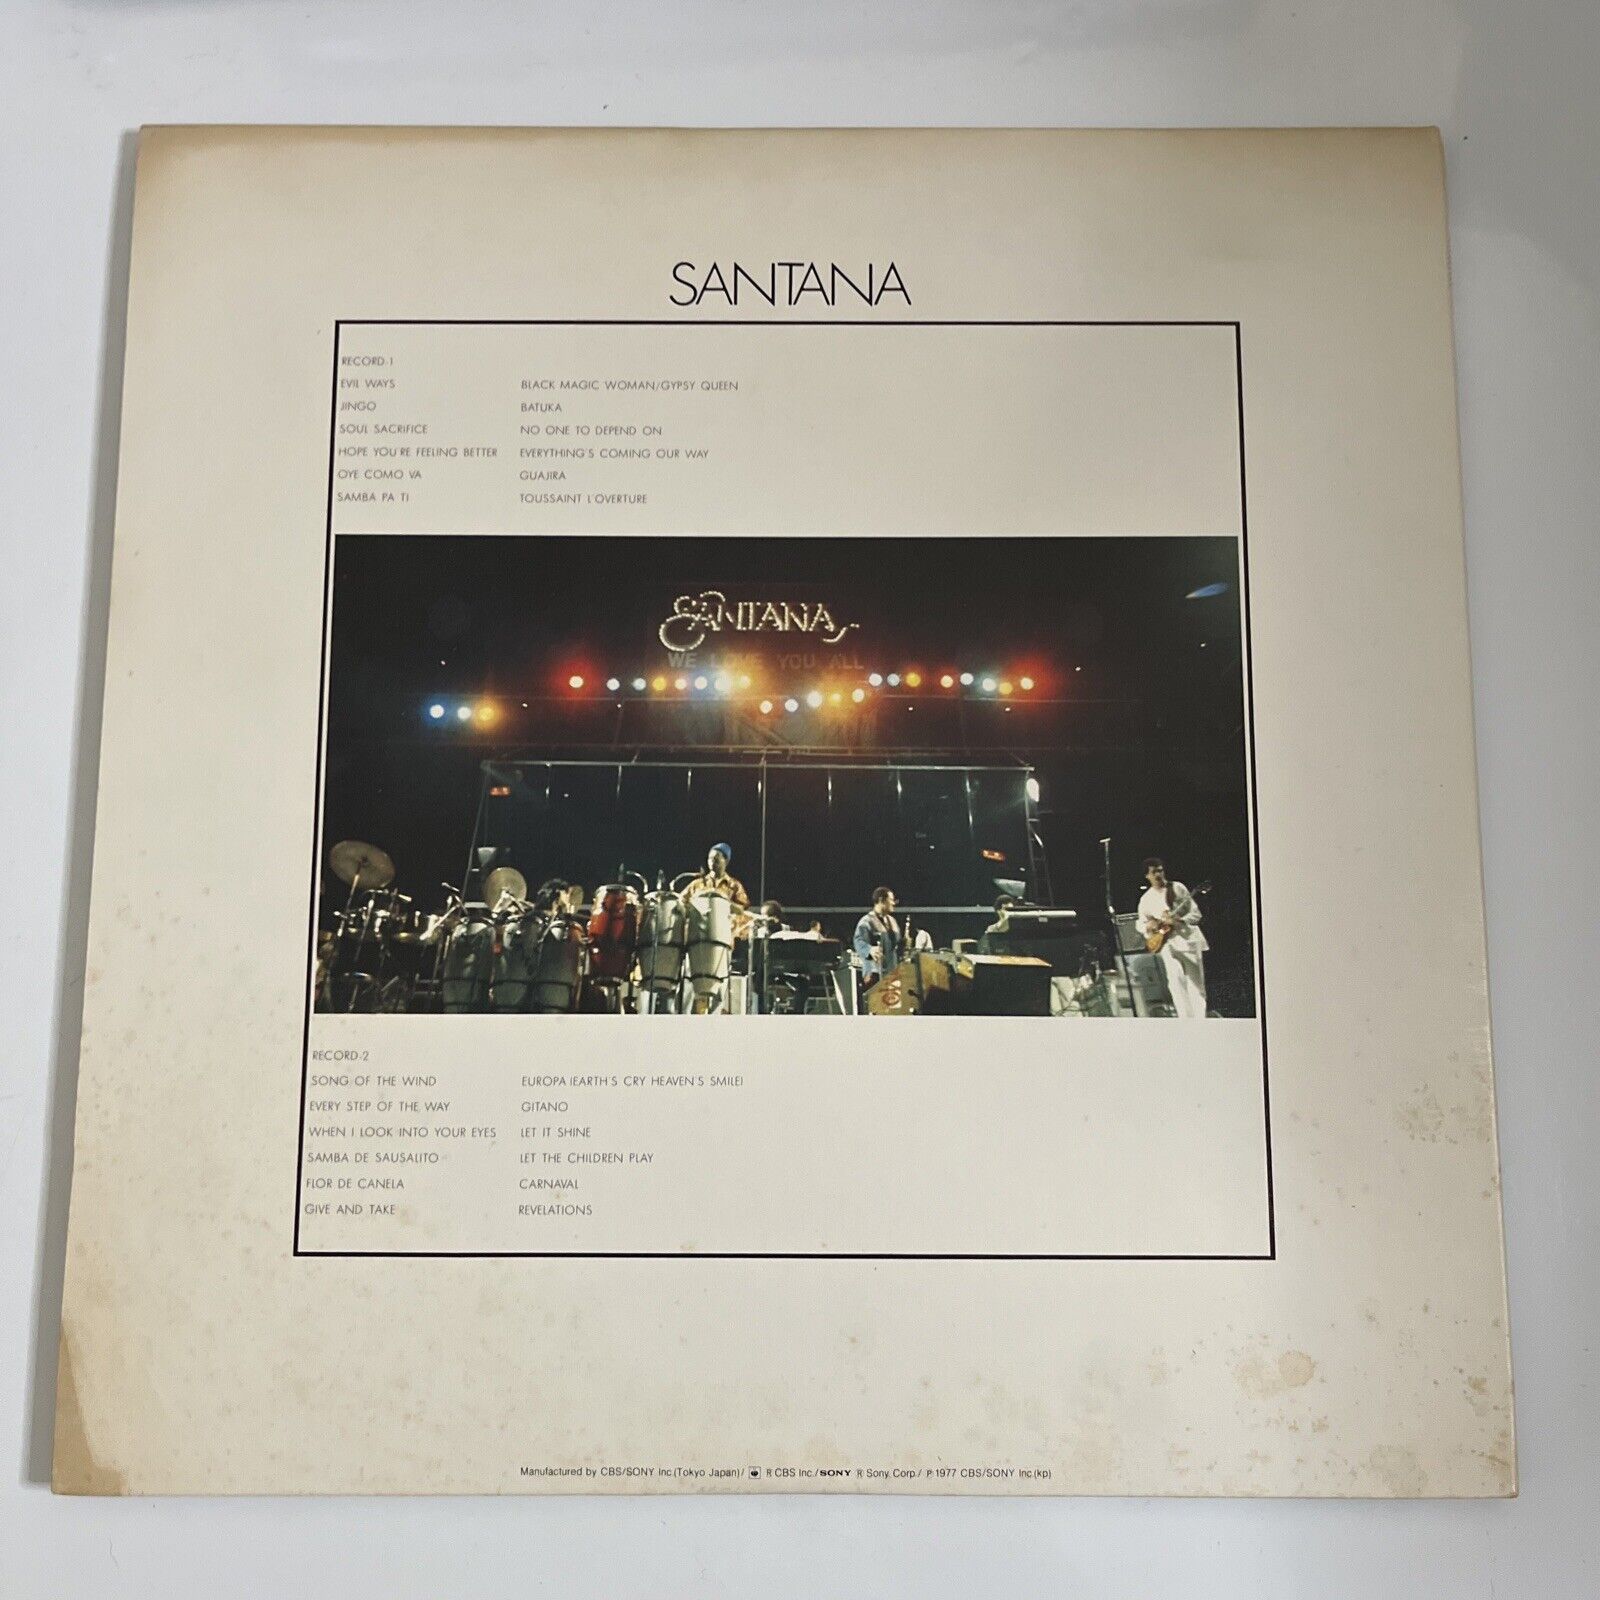 SANTANA
RECORD-1
EVIL WAYS
JINGO
SOUL SACRIFICE
HOPE YOU'RE FEELING BETTER
OYE COMO VA
SAMBA PA TI
BLACK MAGIC WOMAN/GYPSY QUEEN
BATUKA
NO ONE TO DEPEND ON
EVERYTHING'S COMING OUR WAY
GUAJIRA
TOUSSAINT L'OVERTURE
SANTANA
WE LOVE YOU ALL
RECORD-2
SONG OF THE WIND
EVERY STEP OF THE WAY
WHEN I LOOK INTO YOUR EYES
SAMBA DE SAUSALITO
FLOR DE CANELA
GIVE AND TAKE
EUROPA (EARTH'S CRY HEAVEN'S SMILE)
GITANO
LET IT SHINE
LET THE CHILDREN PLAY
CARNAVAL
REVELATIONS
Manufactured by CBS/SONY Inc (Tokyo Japan) / ® CBS Inc. / SONY ® Sony Corp. / ℗ 1977 CBS/SONY Inc (kp)